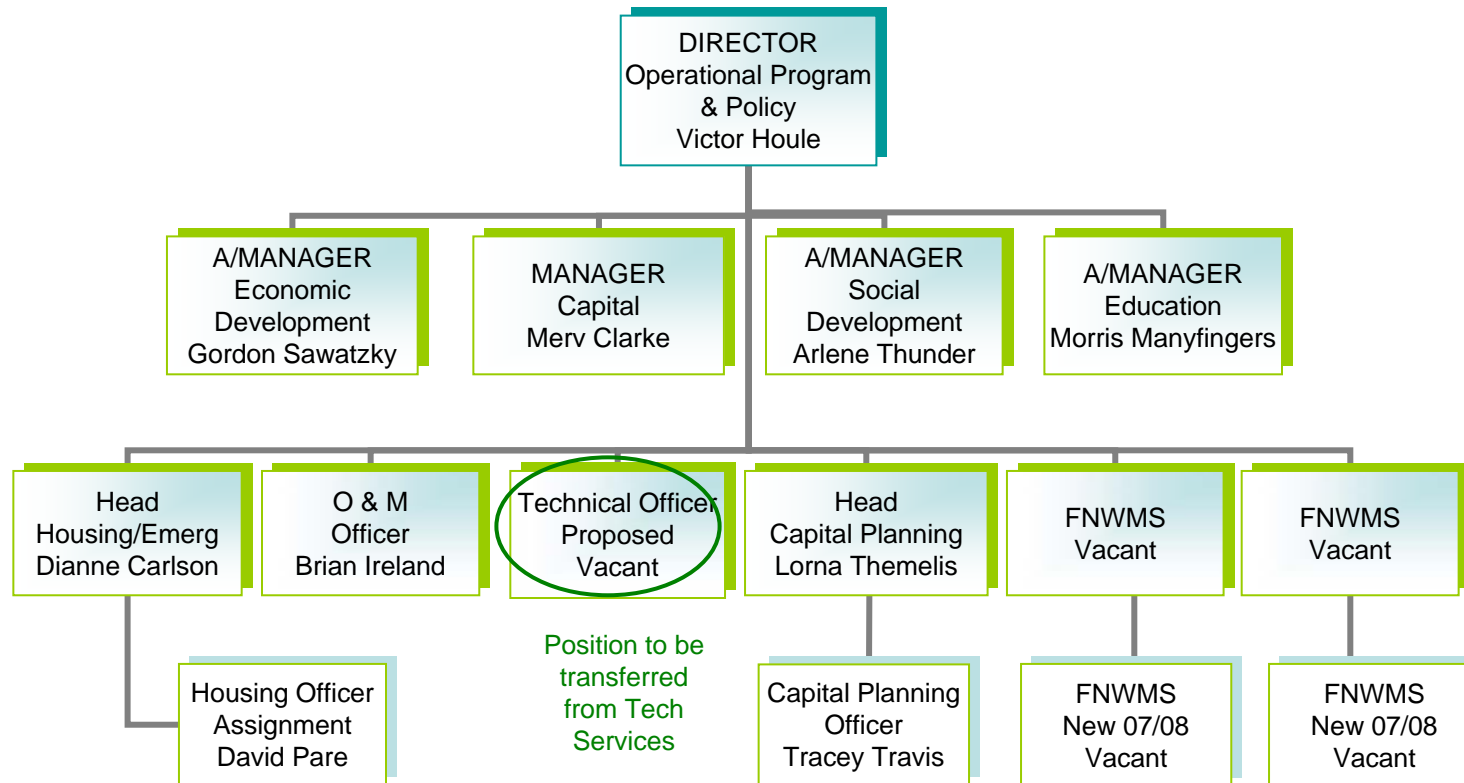 DIRECTOR
Operational Program
& Policy
Victor Houle
A/MANAGER
Economic
Development
Gordon Sawatzky
MANAGER
Capital
Merv Clarke
A/MANAGER
Social
Development
Arlene Thunder
A/MANAGER
Education
Morris Manyfingers
Head
Housing/Emerg
Dianne Carlson
O & M
Officer
Brian Ireland
Technical Officer
Proposed
Vacant
Head
Capital Planning
Lorna Themelis
FNWMS
Vacant
FNWMS
Vacant
Position to be
transferred
from Tech
Services
Housing Officer
Assignment
David Pare
Capital Planning
Officer
Tracey Travis
FNWMS
New 07/08
Vacant
FNWMS
New 07/08
Vacant